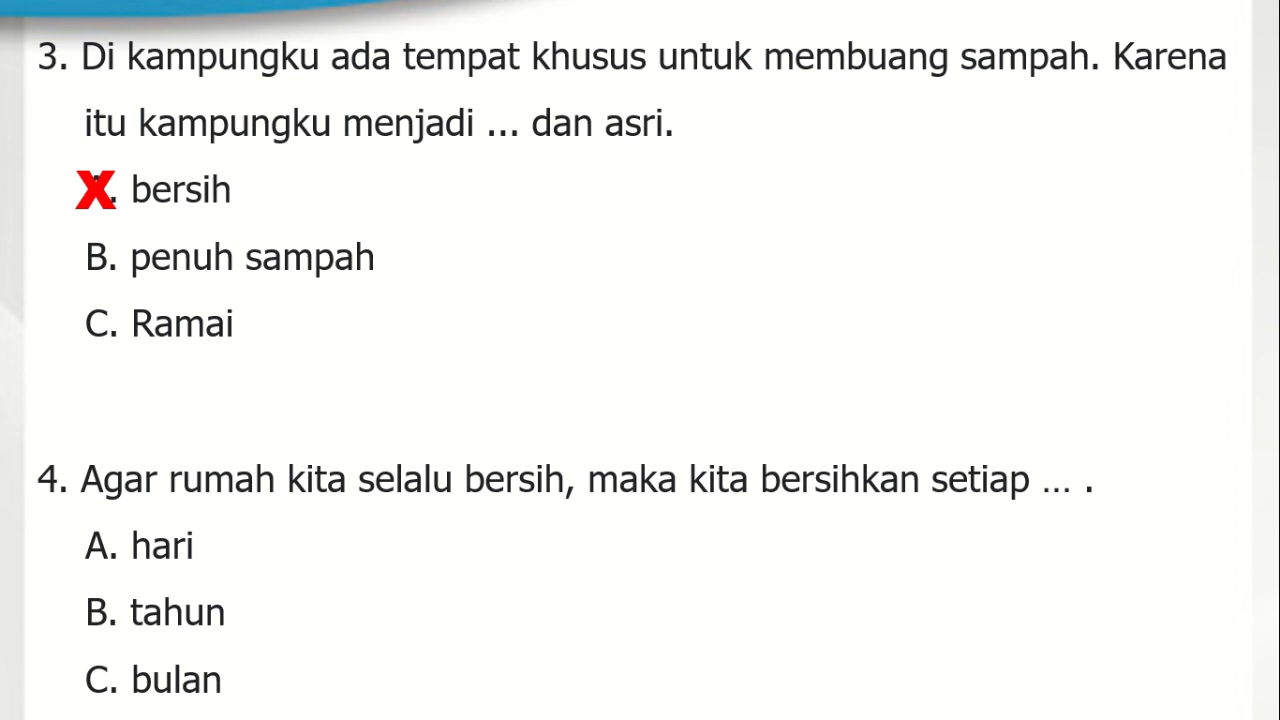 3. Di kampungku ada tempat khusus untuk membuang sampah. Karena
itu kampungku menjadi ... dan asri.
X. bersih
B. penuh sampah
C. Ramai
4. Agar rumah kita selalu bersih, maka kita bersihkan setiap ... .
A. hari
B. tahun
C. bulan